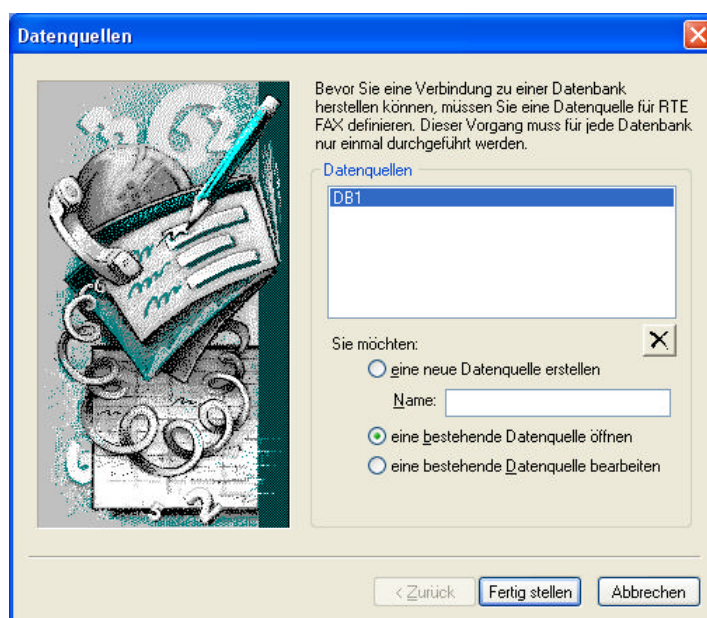 Datenquellen
Bevor Sie eine Verbindung zu einer Datenbank
herstellen können, müssen Sie eine Datenquelle für RTE
FAX definieren. Dieser Vorgang muss für jede Datenbank
nur einmal durchgeführt werden.
Datenquellen
DB1
Sie möchten:
eine neue Datenquelle erstellen
Name:
eine bestehende Datenquelle öffnen
eine bestehende Datenquelle bearbeiten
< Zurück Fertig stellen Abbrechen